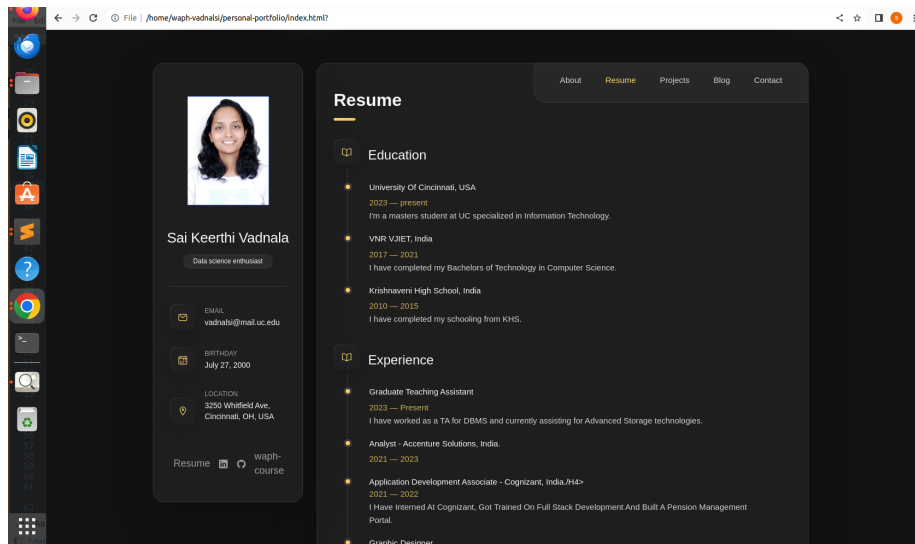 File | /home/waph-vadnalsi/personal-portfolio/index.html?
About Resume Projects Blog Contact
Sai Keerthi Vadnala
Data science enthusiast
EMAIL
vadnalsi@mail.uc.edu
BIRTHDAY
July 27, 2000
LOCATION
3250 Whitfield Ave,
Cincinnati, OH, USA
Resume
waph-
course
Resume
Education
University Of Cincinnati, USA
2023 — present
I'm a masters student at UC specialized in Information Technology.
VNR VJIET, India
2017 — 2021
I have completed my Bachelors of Technology in Computer Science.
Krishnaveni High School, India
2010 — 2015
I have completed my schooling from KHS.
Experience
Graduate Teaching Assistant
2023 — Present
I have worked as a TA for DBMS and currently assisting for Advanced Storage technologies.
Analyst - Accenture Solutions, India.
2021 — 2023
Application Development Associate - Cognizant, India./H4>
2021 — 2022
I Have Interned At Cognizant, Got Trained On Full Stack Development And Built A Pension Management
Portal.
Graphic Designer